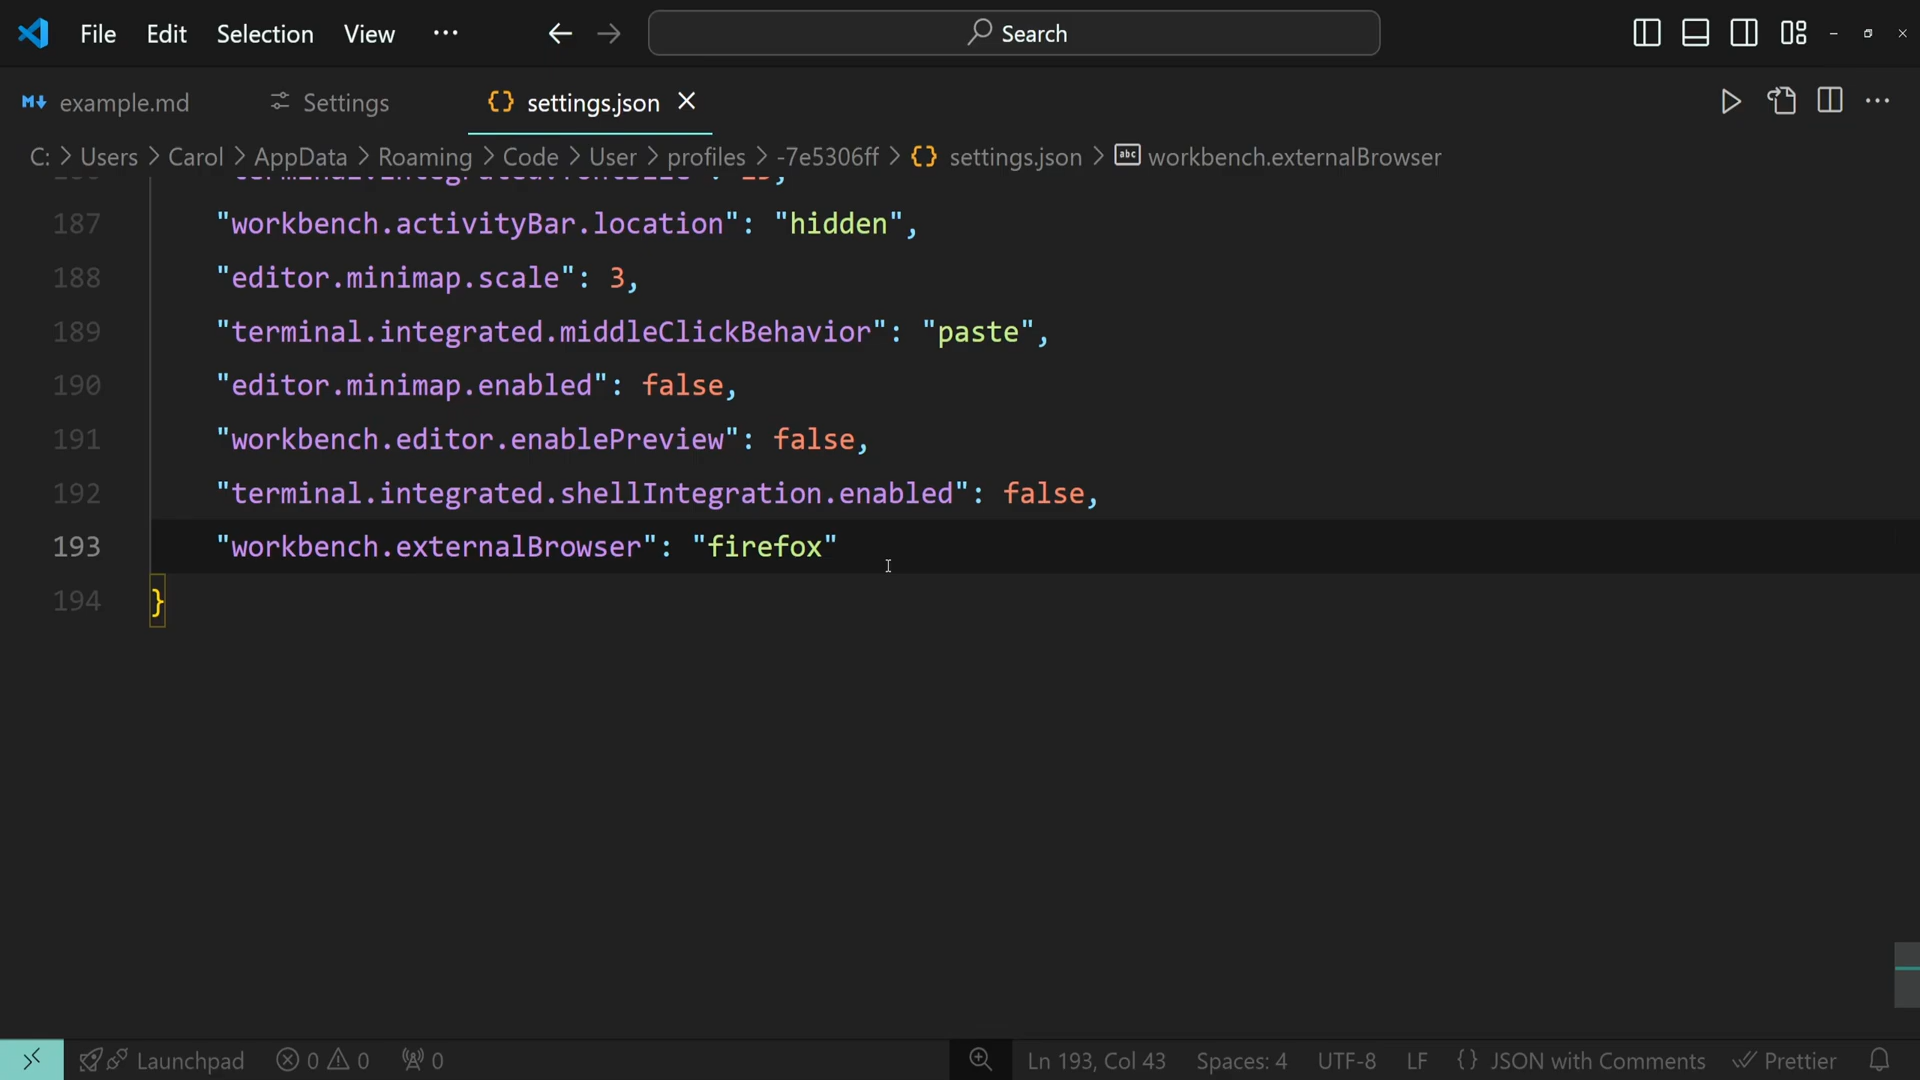 File Edit Selection View ··· Search
example.md Settings settings.json
C: > Users > Carol > AppData > Roaming > Code > User > profiles > -7e5306ff > {} settings.json > abc workbench.externalBrowser
187 "workbench.activityBar.location": "hidden",
188 "editor.minimap.scale": 3,
189 "terminal.integrated.middleClickBehavior": "paste",
190 "editor.minimap.enabled": false,
191 "workbench.editor.enablePreview": false,
192 "terminal.integrated.shellIntegration.enabled": false,
193 "workbench.externalBrowser": "firefox"
194 }
Launchpad 0 0 0 Ln 193, Col 43 Spaces: 4 UTF-8 LF {} JSON with Comments Prettier